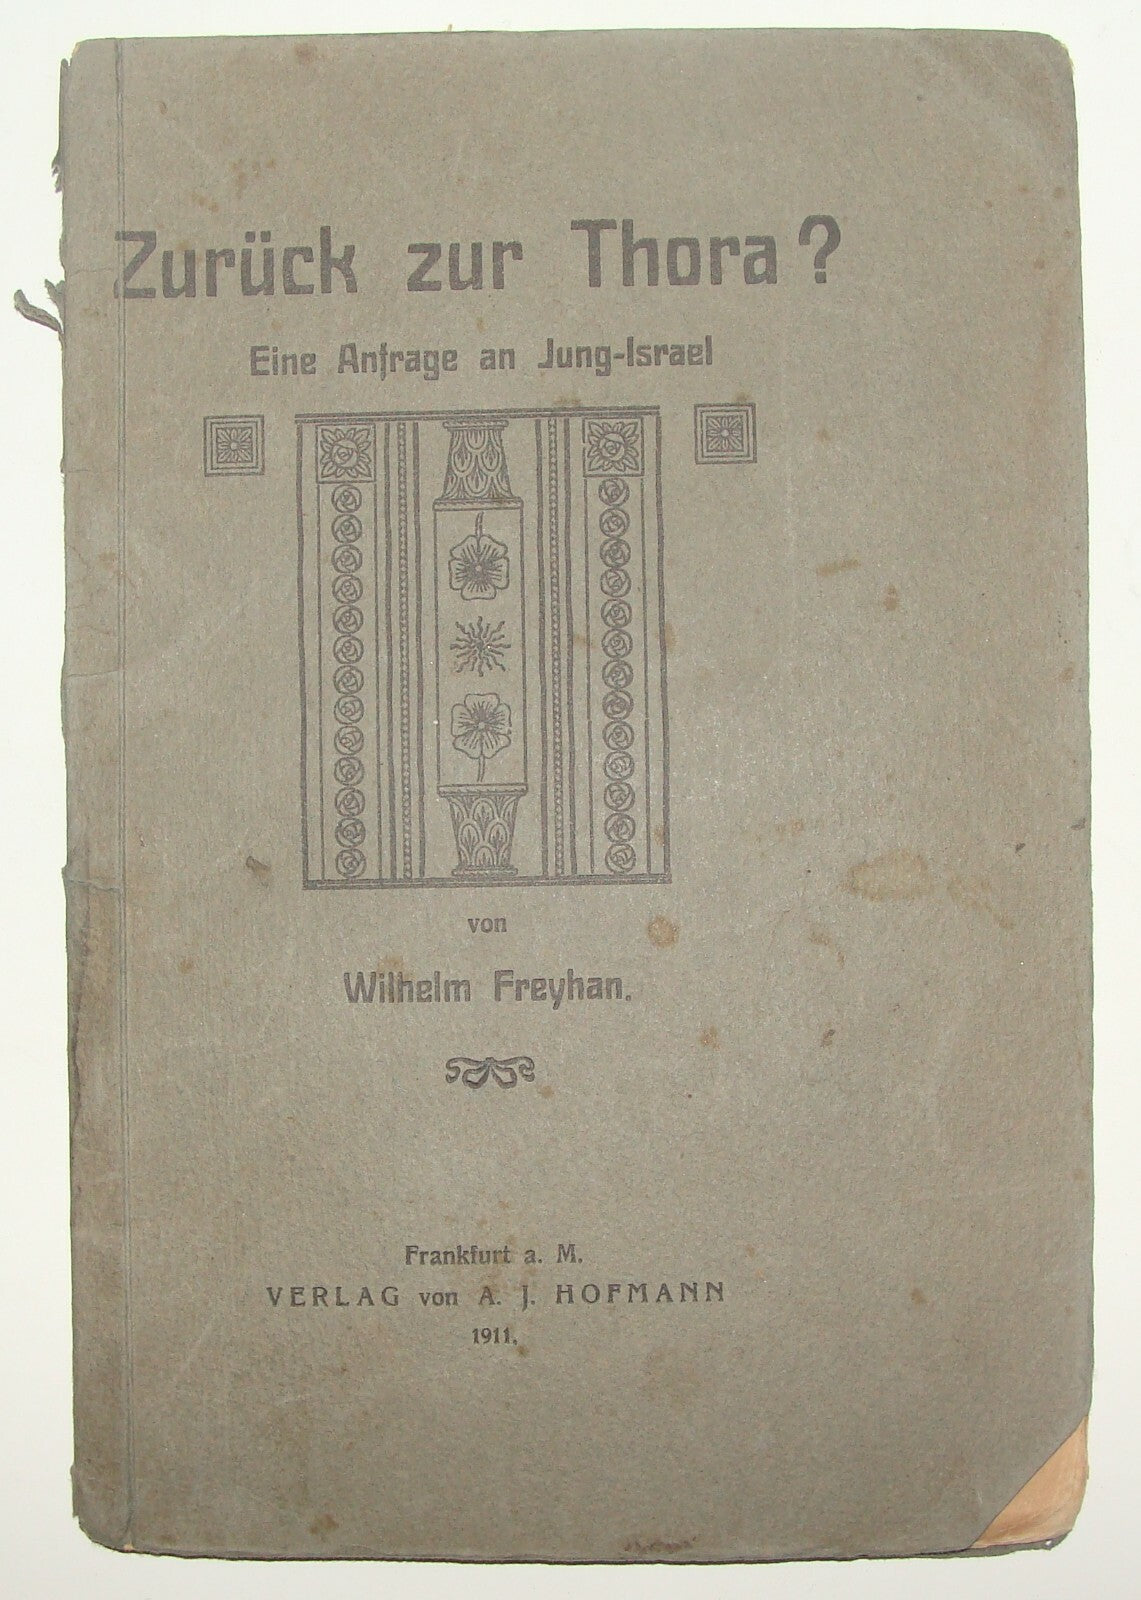 Zurück zur Thora?
Eine Anfrage an Jung-Israel
von
Wilhelm Freyhan.
Frankfurt a. M.
VERLAG von A. J. HOFMANN
1911.